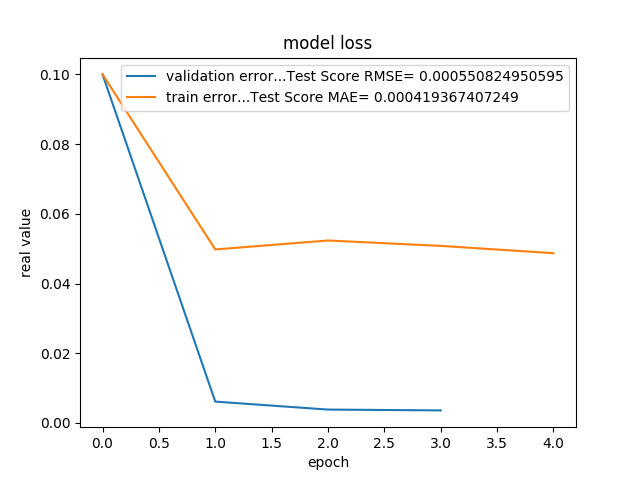 model loss
validation error...Test Score RMSE= 0.000550824950595
train error...Test Score MAE= 0.000419367407249
0.10
0.08
0.06
0.04
0.02
0.00
real value
0.0 0.5 1.0 1.5 2.0 2.5 3.0 3.5 4.0
epoch